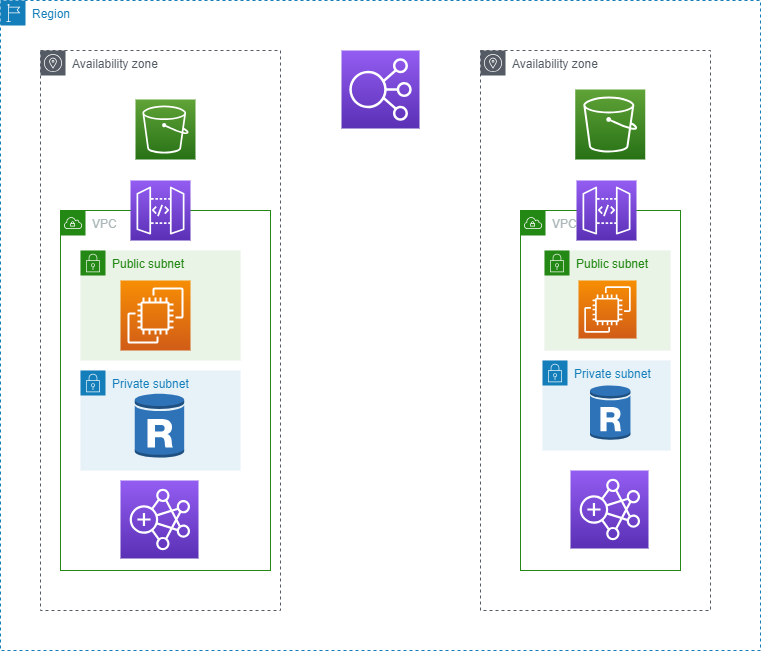 Region
Availability zone
Availability zone
VPC
VPC
Public subnet
Public subnet
Private subnet
Private subnet
R
R